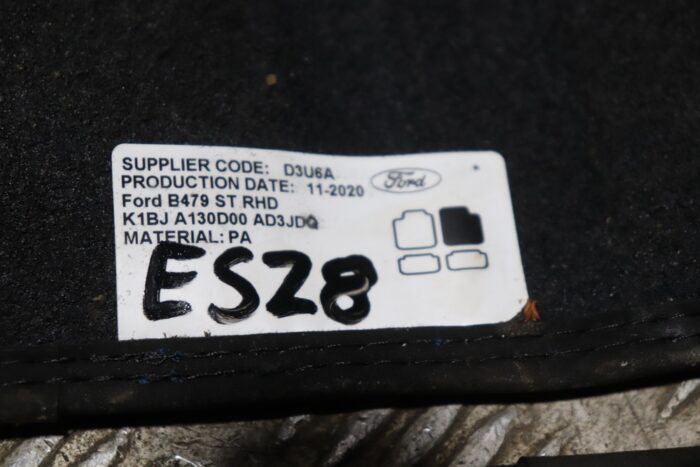 SUPPLIER CODE: D3U6A
PRODUCTION DATE: 11-2020
Ford
Ford B479 ST RHD
K1BJ A130D00 AD3JDQ
MATERIAL: PA
ES28